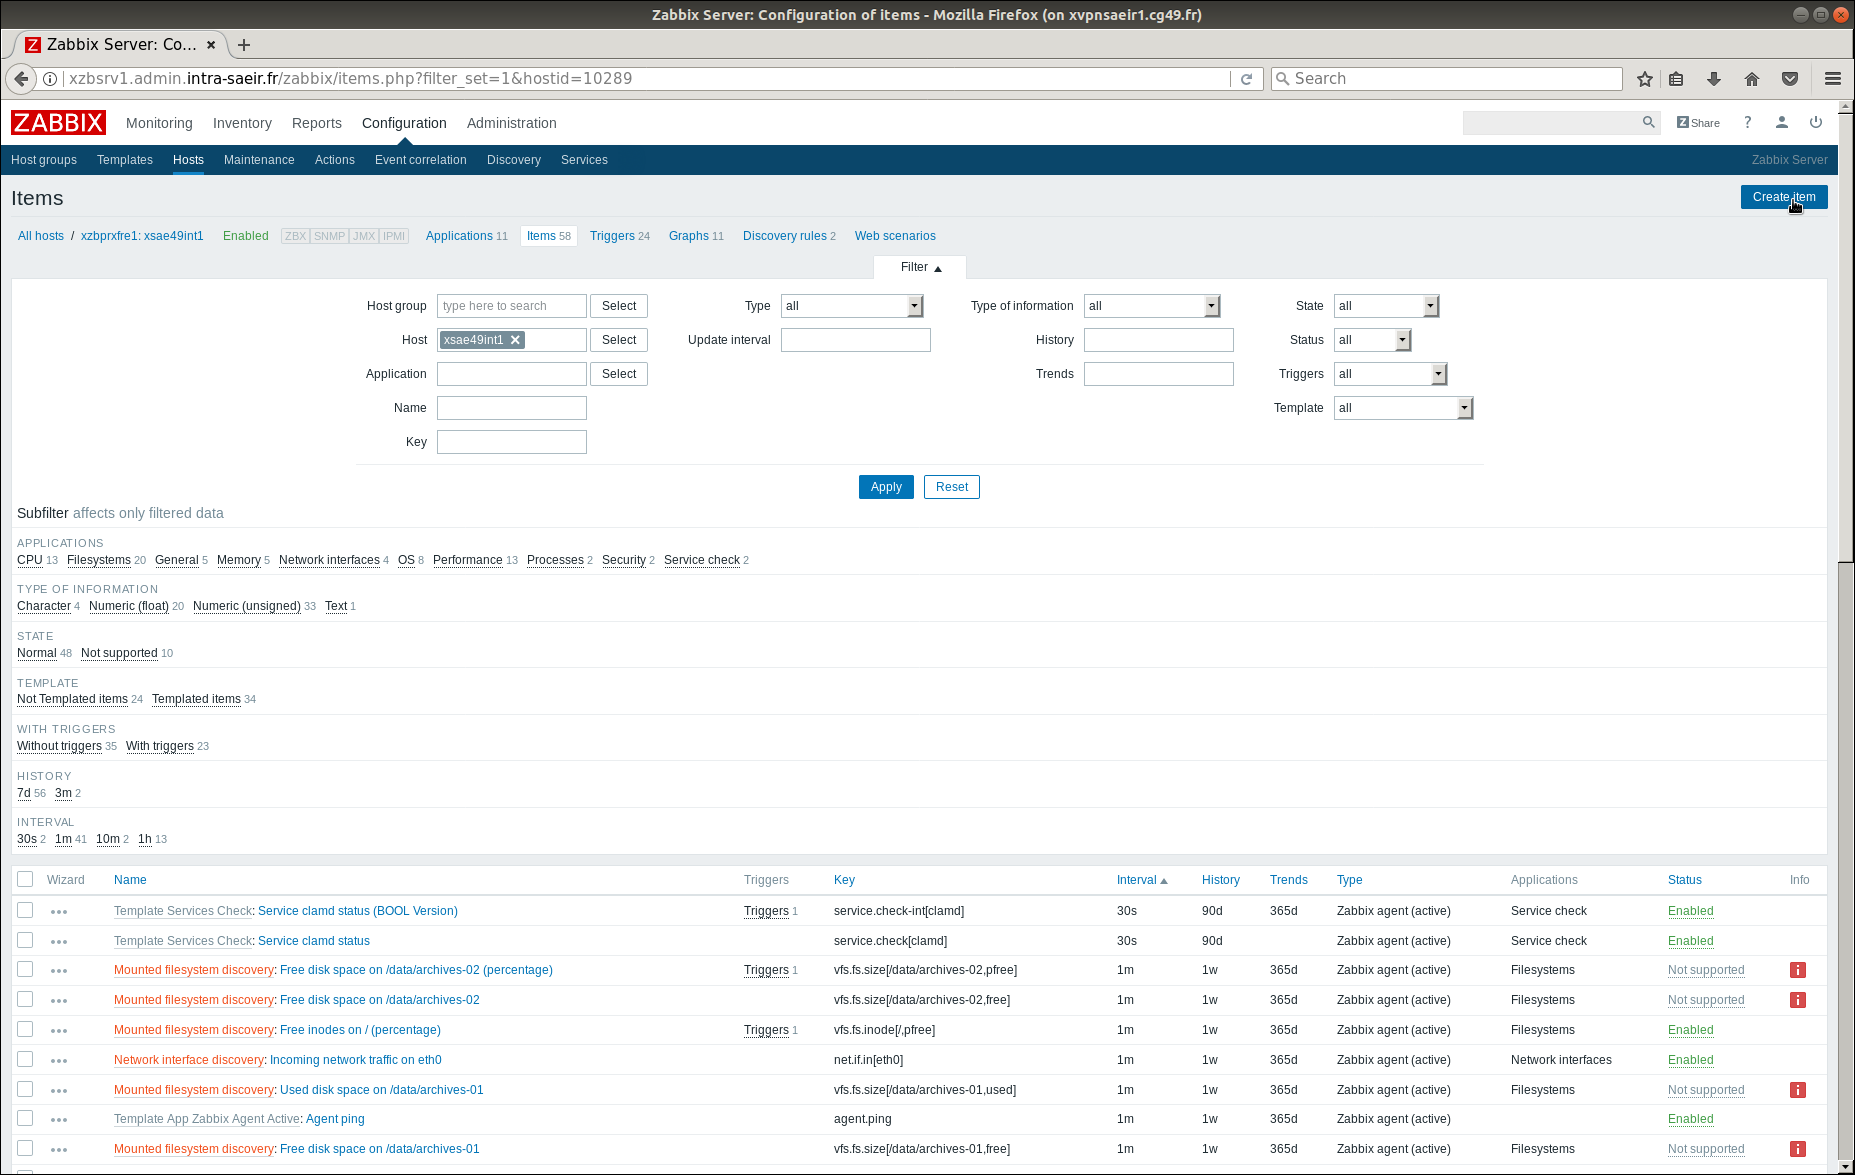 Zabbix Server: Configuration of items - Mozilla Firefox (on xvpnsaeir1.cg49.fr)
Zabbix Server: Co...
xzbsrv1.admin.intra-saeir.fr/zabbix/items.php?filter_set=1&hostid=10289
Search
ZABBIX Monitoring Inventory Reports Configuration Administration Z Share ?
Host groups Templates Hosts Maintenance Actions Event correlation Discovery Services Zabbix Server
Items Create item
All hosts / xzbprxfre1: xsae49int1 Enabled ZBX SNMP JMX IPMI Applications 11 Items 58 Triggers 24 Graphs 11 Discovery rules 2 Web scenarios
Filter
Host group type here to search Select Type all Type of information all State all
Host xsae49int1 Select Update interval History Status all
Application Select Trends Triggers all
Name Template all
Key
Apply Reset
Subfilter affects only filtered data
APPLICATIONS
CPU 13 Filesystems 20 General 5 Memory 5 Network interfaces 4 OS 8 Performance 13 Processes 2 Security 2 Service check 2
TYPE OF INFORMATION
Character 4 Numeric (float) 20 Numeric (unsigned) 33 Text 1
STATE
Normal 48 Not supported 10
TEMPLATE
Not Templated items 24 Templated items 34
WITH TRIGGERS
Without triggers 35 With triggers 23
HISTORY
7d 56 3m 2
INTERVAL
30s 2 1m 41 10m 2 1h 13
Wizard Name Triggers Key Interval History Trends Type Applications Status Info
Template Services Check: Service clamd status (BOOL Version) Triggers 1 service.check-int[clamd] 30s 90d 365d Zabbix agent (active) Service check Enabled
Template Services Check: Service clamd status service.check[clamd] 30s 90d Zabbix agent (active) Service check Enabled
Mounted filesystem discovery: Free disk space on /data/archives-02 (percentage) Triggers 1 vfs.fs.size[/data/archives-02,pfree] 1m 1w 365d Zabbix agent (active) Filesystems Not supported i
Mounted filesystem discovery: Free disk space on /data/archives-02 vfs.fs.size[/data/archives-02,free] 1m 1w 365d Zabbix agent (active) Filesystems Not supported i
Mounted filesystem discovery: Free inodes on / (percentage) Triggers 1 vfs.fs.inode[/,pfree] 1m 1w 365d Zabbix agent (active) Filesystems Enabled
Network interface discovery: Incoming network traffic on eth0 net.if.in[eth0] 1m 1w 365d Zabbix agent (active) Network interfaces Enabled
Mounted filesystem discovery: Used disk space on /data/archives-01 vfs.fs.size[/data/archives-01,used] 1m 1w 365d Zabbix agent (active) Filesystems Not supported i
Template App Zabbix Agent Active: Agent ping agent.ping 1m 1w 365d Zabbix agent (active) Enabled
Mounted filesystem discovery: Free disk space on /data/archives-01 vfs.fs.size[/data/archives-01,free] 1m 1w 365d Zabbix agent (active) Filesystems Not supported i